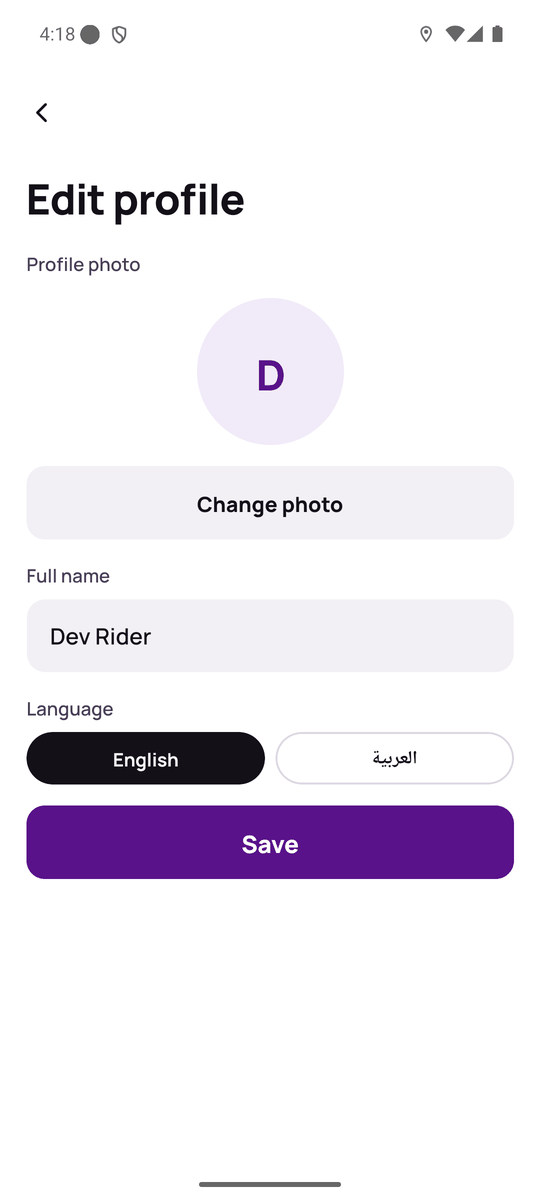 4:18
Edit profile
Profile photo
D
Change photo
Full name
Dev Rider
Language
English
العربية
Save